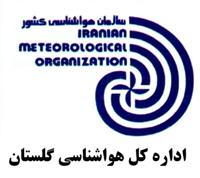 سازمان هواشناسی کشور
IRANIAN
METEOROLOGICAL
ORGANIZATION
اداره کل هواشناسی گلستان